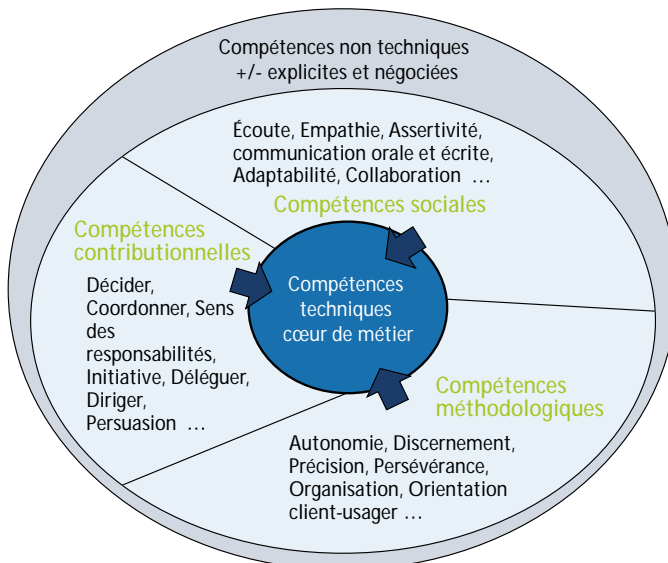 Compétences non techniques
+/- explicites et négociées
Écoute, Empathie, Assertivité,
communication orale et écrite,
Adaptabilité, Collaboration ...
Compétences sociales
Compétences
contributionnelles
Décider,
Coordonner, Sens
des
responsabilités,
Initiative, Déléguer,
Diriger,
Persuasion ...
Compétences
techniques
cœur de métier
Compétences
méthodologiques
Autonomie, Discernement,
Précision, Persévérance,
Organisation, Orientation
client-usager ...